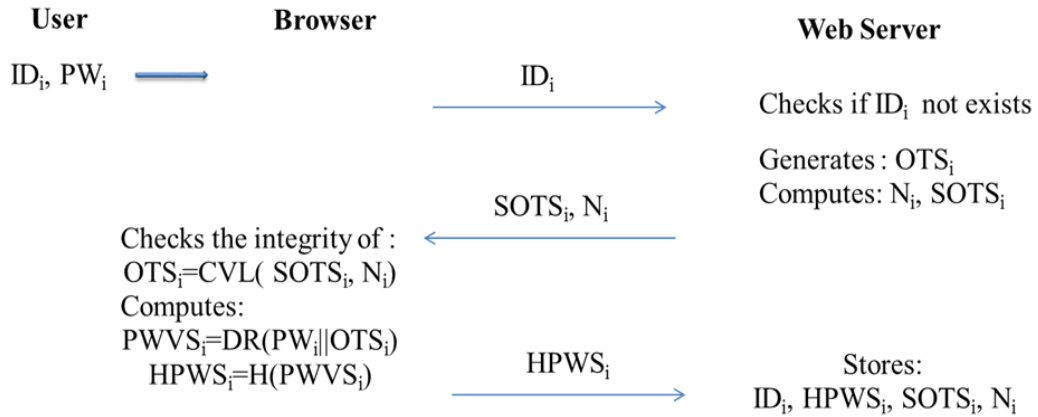 User
Browser
Web Server
IDi, PWi
IDi
Checks if IDi not exists
Generates : OTSi
Computes: Ni, SOTSi
SOTSi, Ni
Checks the integrity of :
OTSi=CVL( SOTSi, Ni)
Computes:
PWVSi=DR(PWi||OTSi)
HPWSi=H(PWVSi)
HPWSi
Stores:
IDi, HPWSi, SOTSi, Ni